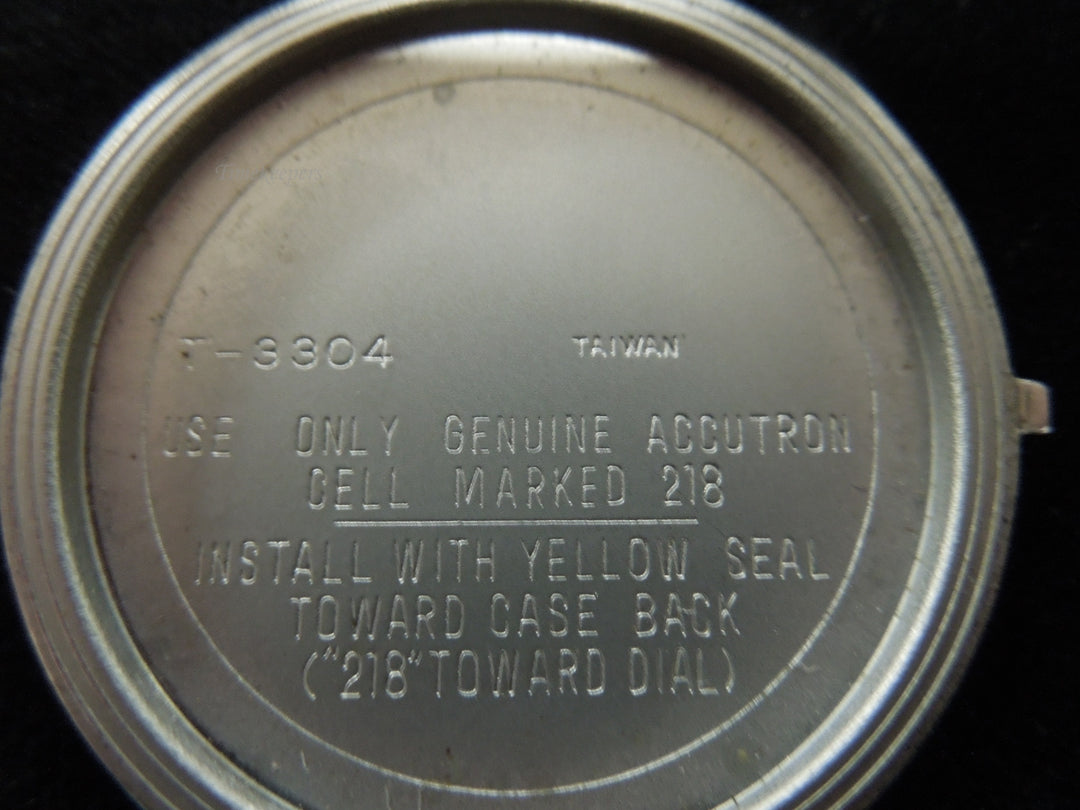 T-3304 TAIWAN
USE ONLY GENUINE ACCUTRON
CELL MARKED 218
INSTALL WITH YELLOW SEAL
TOWARD CASE BACK
("218" TOWARD DIAL)